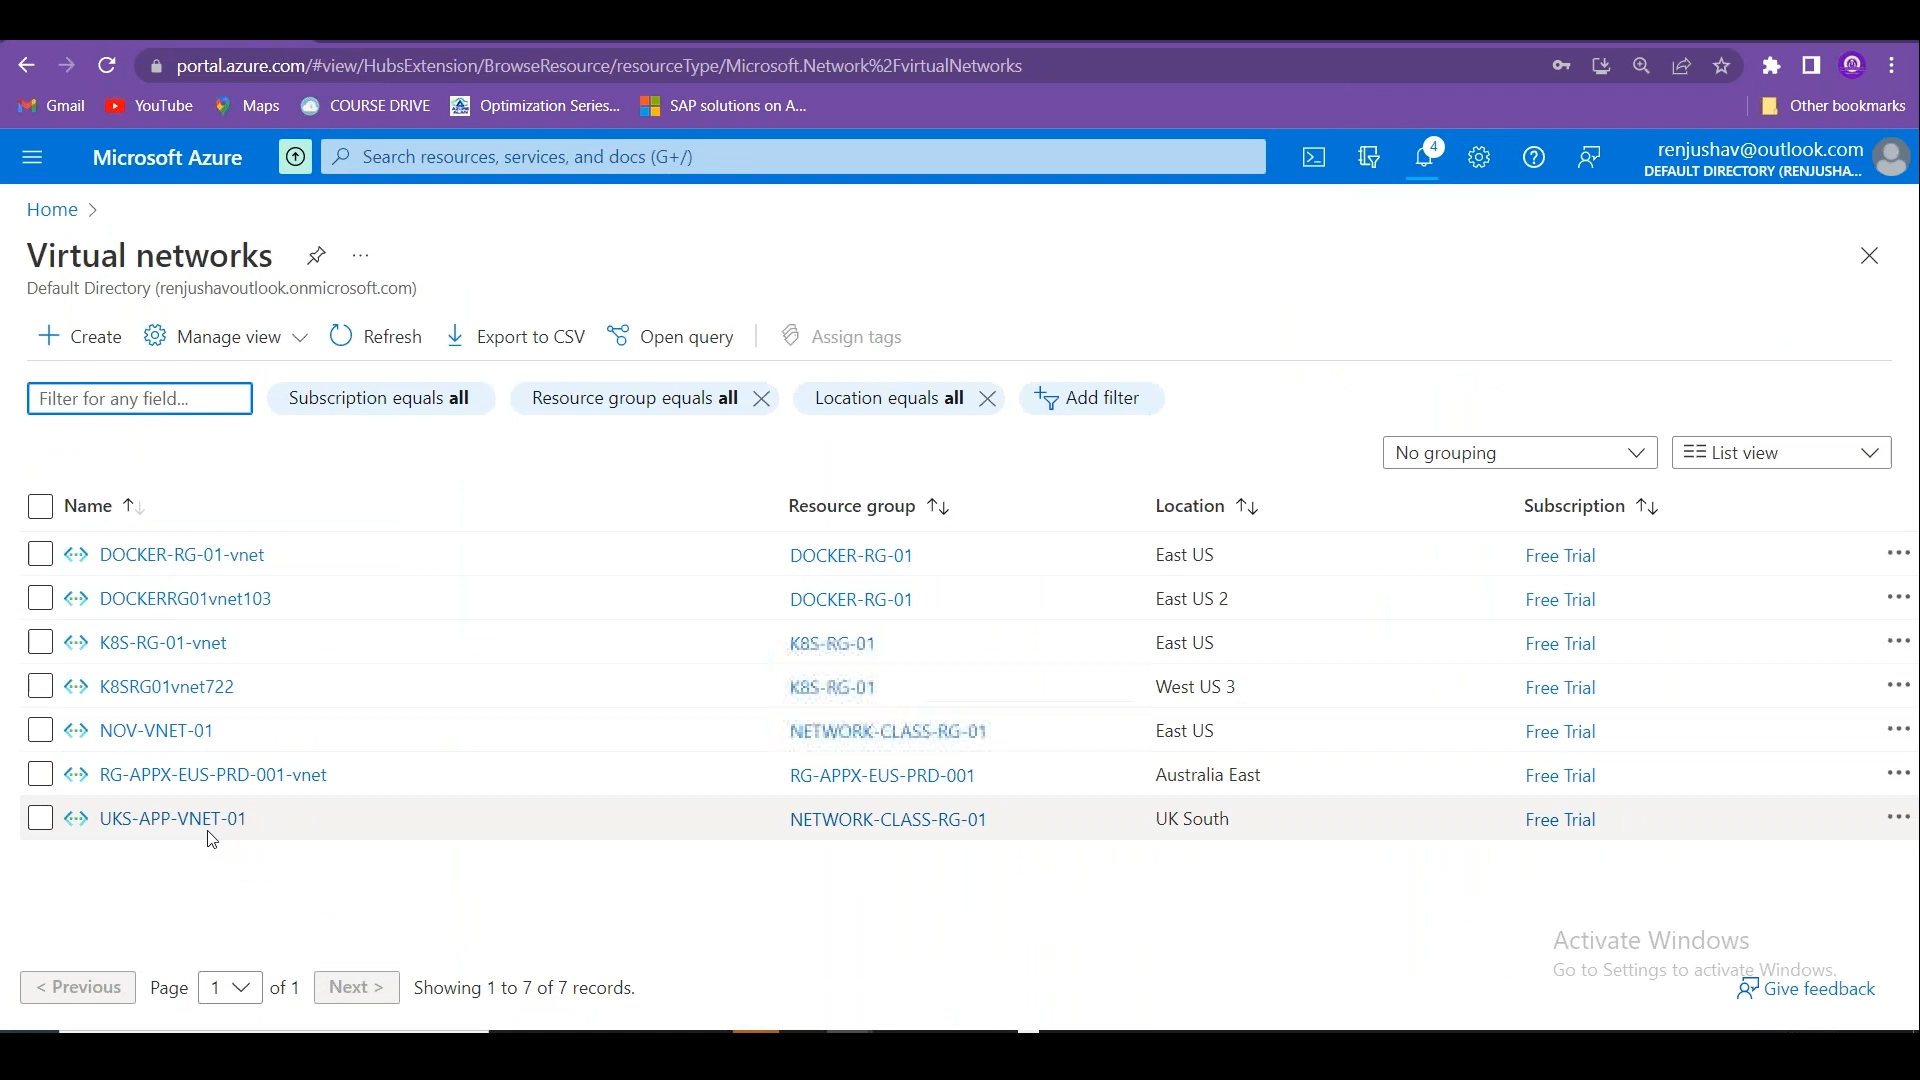 portal.azure.com/#view/HubsExtension/BrowseResource/resourceType/Microsoft.Network%2FvirtualNetworks
Gmail YouTube Maps COURSE DRIVE Optimization Series... SAP solutions on A... Other bookmarks
Microsoft Azure Search resources, services, and docs (G+/) 4 renjushav@outlook.com
DEFAULT DIRECTORY (RENJUSHA...
Home >
Virtual networks ...
Default Directory (renjushavoutlook.onmicrosoft.com)
Create Manage view Refresh Export to CSV Open query Assign tags
Filter for any field... Subscription equals all Resource group equals all Location equals all Add filter
No grouping List view
Name Resource group Location Subscription
DOCKER-RG-01-vnet DOCKER-RG-01 East US Free Trial ...
DOCKERRG01vnet103 DOCKER-RG-01 East US 2 Free Trial ...
K8S-RG-01-vnet K8S-RG-01 East US Free Trial ...
K8SRG01vnet722 K8S-RG-01 West US 3 Free Trial ...
NOV-VNET-01 NETWORK-CLASS-RG-01 East US Free Trial ...
RG-APPX-EUS-PRD-001-vnet RG-APPX-EUS-PRD-001 Australia East Free Trial ...
UKS-APP-VNET-01 NETWORK-CLASS-RG-01 UK South Free Trial ...
Activate Windows
Go to Settings to activate Windows.
< Previous Page 1 of 1 Next > Showing 1 to 7 of 7 records. Give feedback